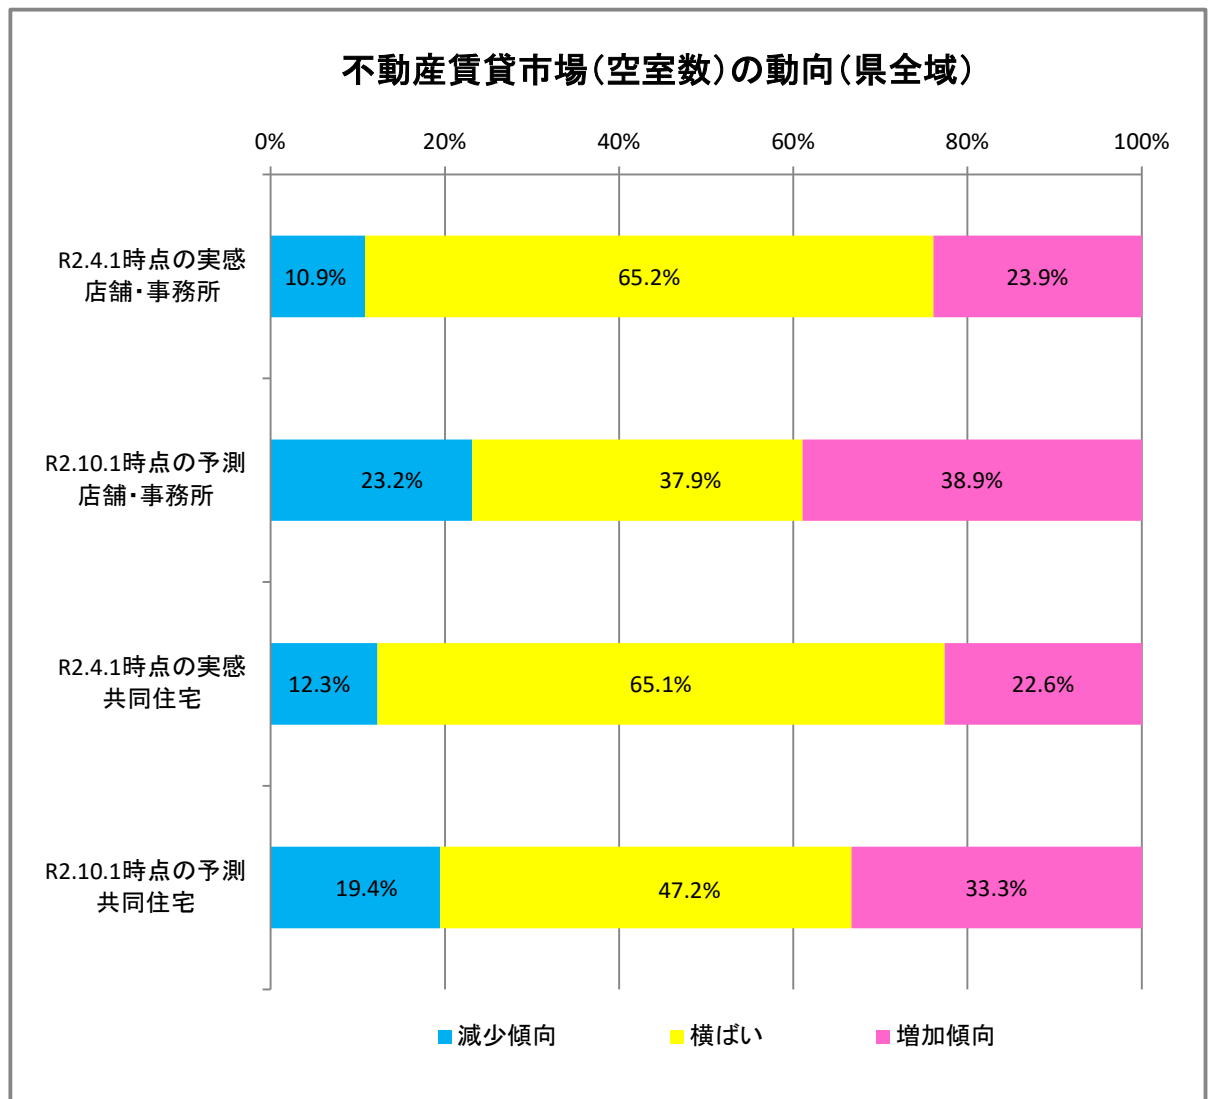 不動産賃貸市場（空室数）の動向（県全域）
0% 20% 40% 60% 80% 100%
R2.4.1時点の実感
店舗・事務所
10.9% 65.2% 23.9%
R2.10.1時点の予測
店舗・事務所
23.2% 37.9% 38.9%
R2.4.1時点の実感
共同住宅
12.3% 65.1% 22.6%
R2.10.1時点の予測
共同住宅
19.4% 47.2% 33.3%
減少傾向 横ばい 増加傾向